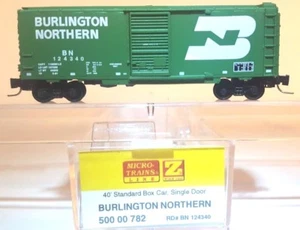 BURLINGTON
NORTHERN
BN
124340
MICRO-
TRAINS
LINE
Z
40' Standard Box Car, Single Door
BURLINGTON NORTHERN
500 00 782
RD# BN 124340